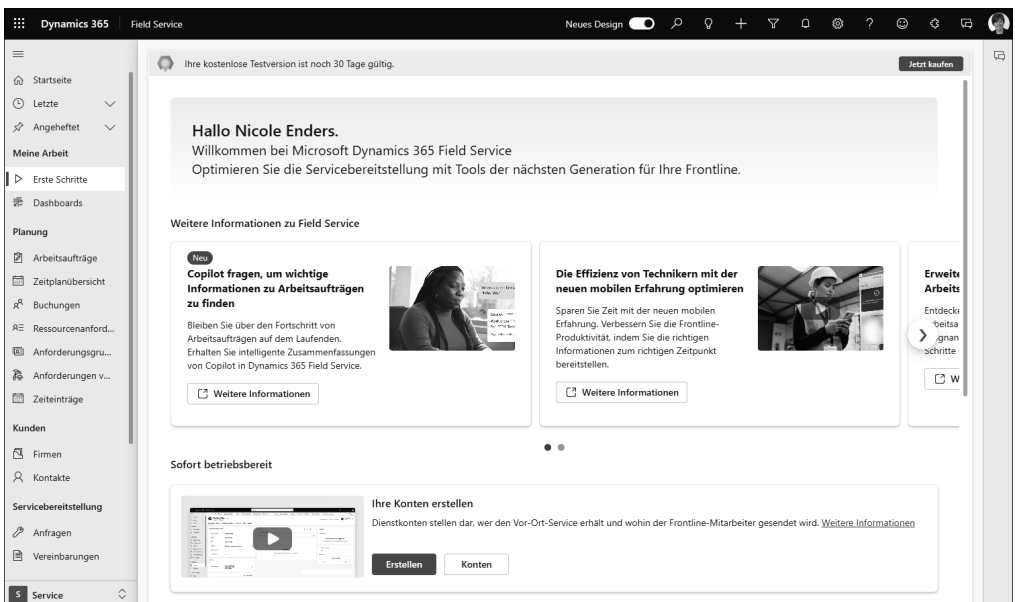 Dynamics 365
Field Service
Neues Design
Startseite
Letzte
Angeheftet
Meine Arbeit
Erste Schritte
Dashboards
Planung
Arbeitsaufträge
Zeitplanübersicht
Buchungen
Ressourcenanford...
Anforderungsgru...
Anforderungen v...
Zeiteinträge
Kunden
Firmen
Kontakte
Servicebereitstellung
Anfragen
Vereinbarungen
S Service
Ihre kostenlose Testversion ist noch 30 Tage gültig.
Jetzt kaufen
Hallo Nicole Enders.
Willkommen bei Microsoft Dynamics 365 Field Service
Optimieren Sie die Servicebereitstellung mit Tools der nächsten Generation für Ihre Frontline.
Weitere Informationen zu Field Service
Neu
Copilot fragen, um wichtige
Informationen zu Arbeitsaufträgen
zu finden
Bleiben Sie über den Fortschritt von
Arbeitsaufträgen auf dem Laufenden.
Erhalten Sie intelligente Zusammenfassungen
von Copilot in Dynamics 365 Field Service.
Weitere Informationen
Die Effizienz von Technikern mit der
neuen mobilen Erfahrung optimieren
Sparen Sie Zeit mit der neuen mobilen
Erfahrung. Verbessern Sie die Frontline-
Produktivität, indem Sie die richtigen
Informationen zum richtigen Zeitpunkt
bereitstellen.
Weitere Informationen
Erweite
Arbeits
Entdecke
Schritte
W
Sofort betriebsbereit
Ihre Konten erstellen
Dienstkonten stellen dar, wer den Vor-Ort-Service erhält und wohin der Frontline-Mitarbeiter gesendet wird. Weitere Informationen
Erstellen
Konten